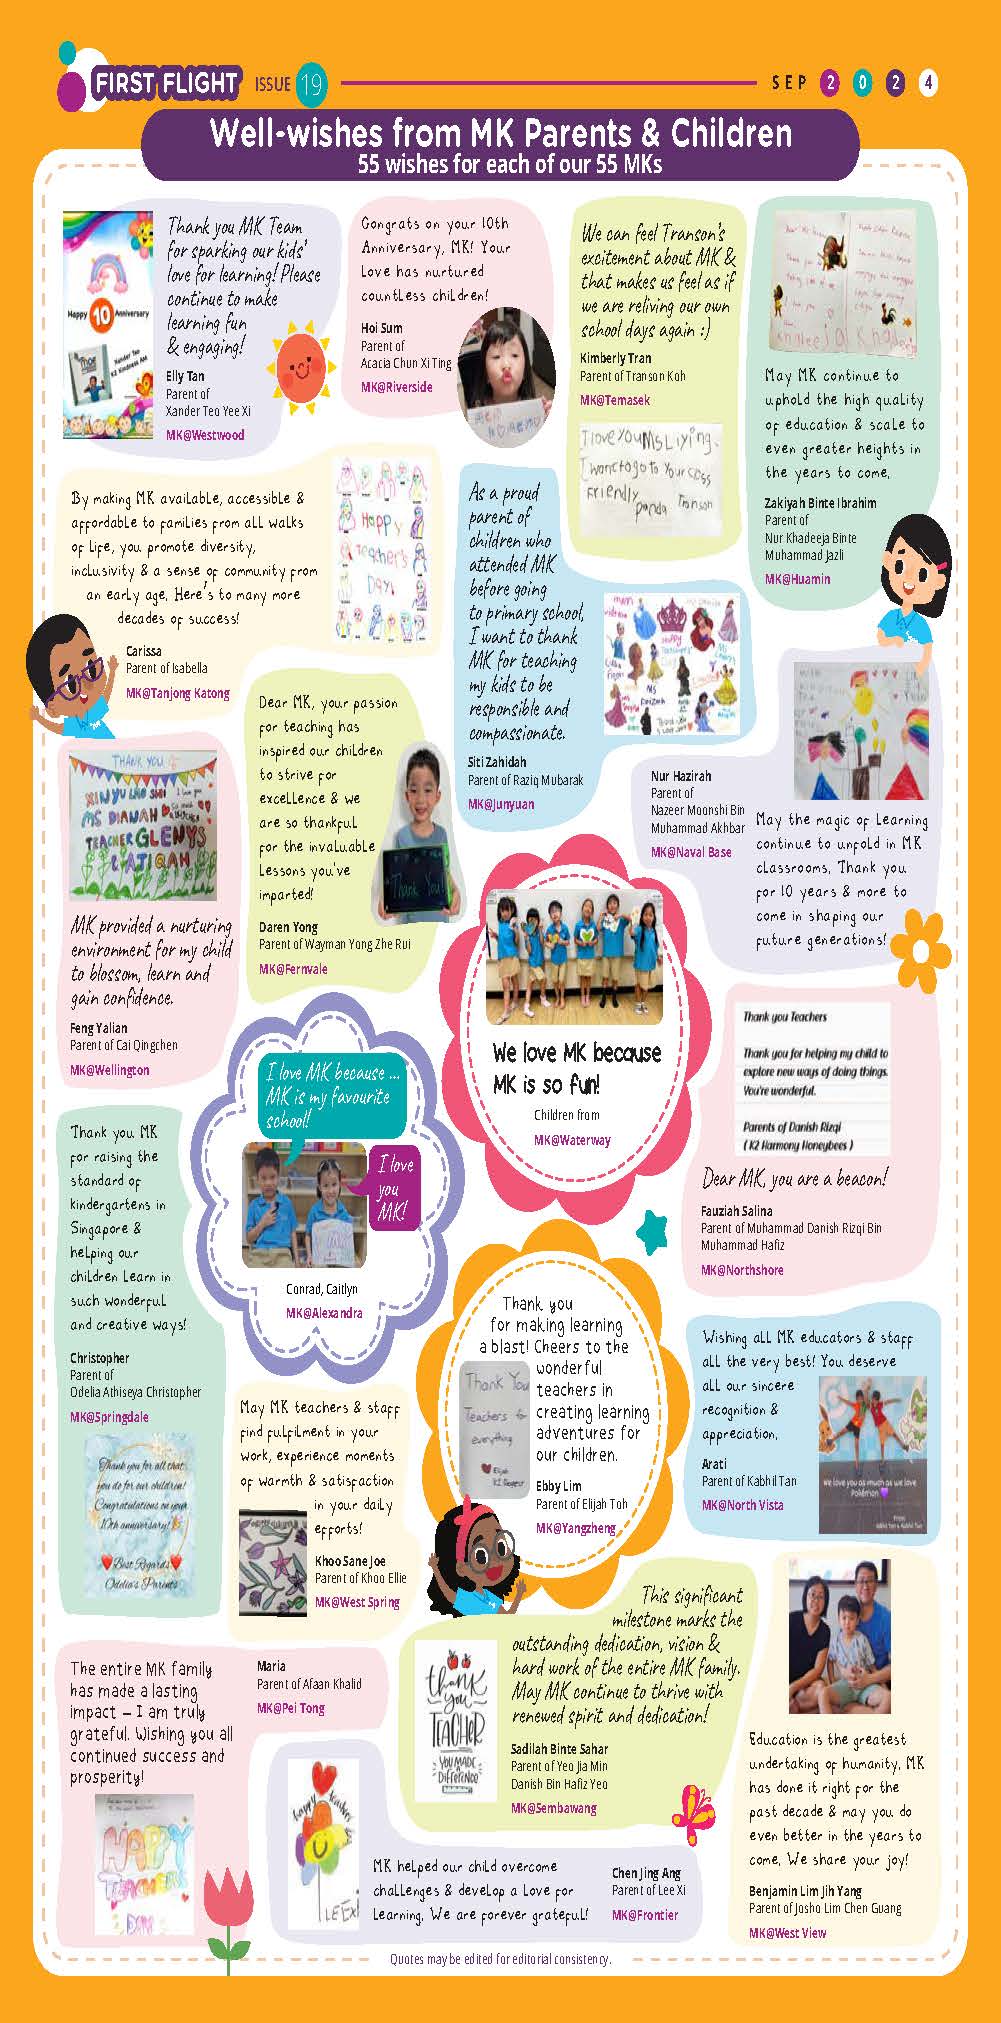 FIRST FLIGHT ISSUE 19
SEP 2 0 2 4
Well-wishes from MK Parents & Children
55 wishes for each of our 55 MKs
Happy 10 Anniversary
Xander Teo
K2 Kindness AM
Thank you MK Team
for sparking our kids'
love for learning! Please
continue to make
learning fun
& engaging!
Elly Tan
Parent of
Xander Teo Yee Xi
MK@Westwood
Congrats on your 10th
Anniversary, MK! Your
love has nurtured
countless children!
Hoi Sum
Parent of
Acacia Chun Xi Ting
MK@Riverside
We can feel Transon's
excitement about MK &
that makes us feel as if
we are reliving our own
school days again :)
Kimberly Tran
Parent of Transon Koh
MK@Temasek
I love you Ms Liying.
I want to go to your class
Friendly
panda Transon
May MK continue to
uphold the high quality
of education & scale to
even greater heights in
the years to come.
Zakiyah Binte Ibrahim
Parent of
Nur Khadeeja Binte
Muhammad Jazli
MK@Huamin
By making MK available, accessible &
affordable to families from all walks
of life, you promote diversity,
inclusivity & a sense of community from
an early age. Here's to many more
decades of success!
Carissa
Parent of Isabella
MK@Tanjong Katong
Happy
Teacher's
DAY!
As a proud
parent of
children who
attended MK
before going
to primary school,
I want to thank
MK for teaching
my kids to be
responsible and
compassionate.
Siti Zahidah
Parent of Raziq Mubarak
MK@Junyuan
Dear MK, your passion
for teaching has
inspired our children
to strive for
excellence & we
are so thankful
for the invaluable
lessons you've
imparted!
Daren Yong
Parent of Wayman Yong Zhe Rui
MK@Fernvale
Thank You!
Nur Hazirah
Parent of
Nazeer Moonshi Bin
Muhammad Akhbar
MK@Naval Base
May the magic of learning
continue to unfold in MK
classrooms. Thank you
for 10 years & more to
come in shaping our
future generations!
THANK YOU
XINYU LAO SHI
MS DIANAH
TEACHER GLENYS
& ATIQAH
MK provided a nurturing
environment for my child
to blossom, learn and
gain confidence.
Feng Yalian
Parent of Cai Qingchen
MK@Wellington
We love MK because
MK is so fun!
Children from
MK@Waterway
Thank you Teachers
Thank you for helping my child to
explore new ways of doing things.
You're wonderful.
Parents of Danish Rizqi
( K2 Harmony Honeybees )
Dear MK, you are a beacon!
Fauziah Salina
Parent of Muhammad Danish Rizqi Bin
Muhammad Hafiz
MK@Northshore
I love MK because ...
MK is my favourite
school!
I love
you
MK!
Conrad, Caitlyn
MK@Alexandra
Thank you MK
for raising the
standard of
kindergartens in
Singapore &
helping our
children learn in
such wonderful
and creative ways!
Christopher
Parent of
Odelia Athiseya Christopher
MK@Springdale
Thank you for all that
you do for our children!
Congratulations on your
10th anniversary!
Best Regards
Odelia's Parents
Thank you
for making learning
a blast! Cheers to the
wonderful
teachers in
creating learning
adventures for
our children.
Ebby Lim
Parent of Elijah Toh
MK@Yangzheng
Thank You
Teachers for
everything
Elijah
Wishing all MK educators & staff
all the very best! You deserve
all our sincere
recognition &
appreciation.
Arati
Parent of Kabhil Tan
MK@North Vista
We love you as much as we love
Pokémon
May MK teachers & staff
find fulfilment in your
work, experience moments
of warmth & satisfaction
in your daily
efforts!
Khoo Sane Joe
Parent of Khoo Ellie
MK@West Spring
This significant
milestone marks the
outstanding dedication, vision &
hard work of the entire MK family.
May MK continue to thrive with
renewed spirit and dedication!
Sadilah Binte Sahar
Parent of Yeo Jia Min
Danish Bin Hafiz Yeo
MK@Sembawang
thank
you
TEACHER
YOU MADE
A DIFFERENCE
The entire MK family
has made a lasting
impact – I am truly
grateful. Wishing you all
continued success and
prosperity!
Maria
Parent of Afaan Khalid
MK@Pei Tong
HAPPY
TEACHERS
DAY
happy teachers
LEE XI
MK helped our child overcome
challenges & develop a love for
learning. We are forever grateful!
Chen Jing Ang
Parent of Lee Xi
MK@Frontier
Education is the greatest
undertaking of humanity. MK
has done it right for the
past decade & may you do
even better in the years to
come. We share your joy!
Benjamin Lim Jih Yang
Parent of Josho Lim Chen Guang
MK@West View
Quotes may be edited for editorial consistency.